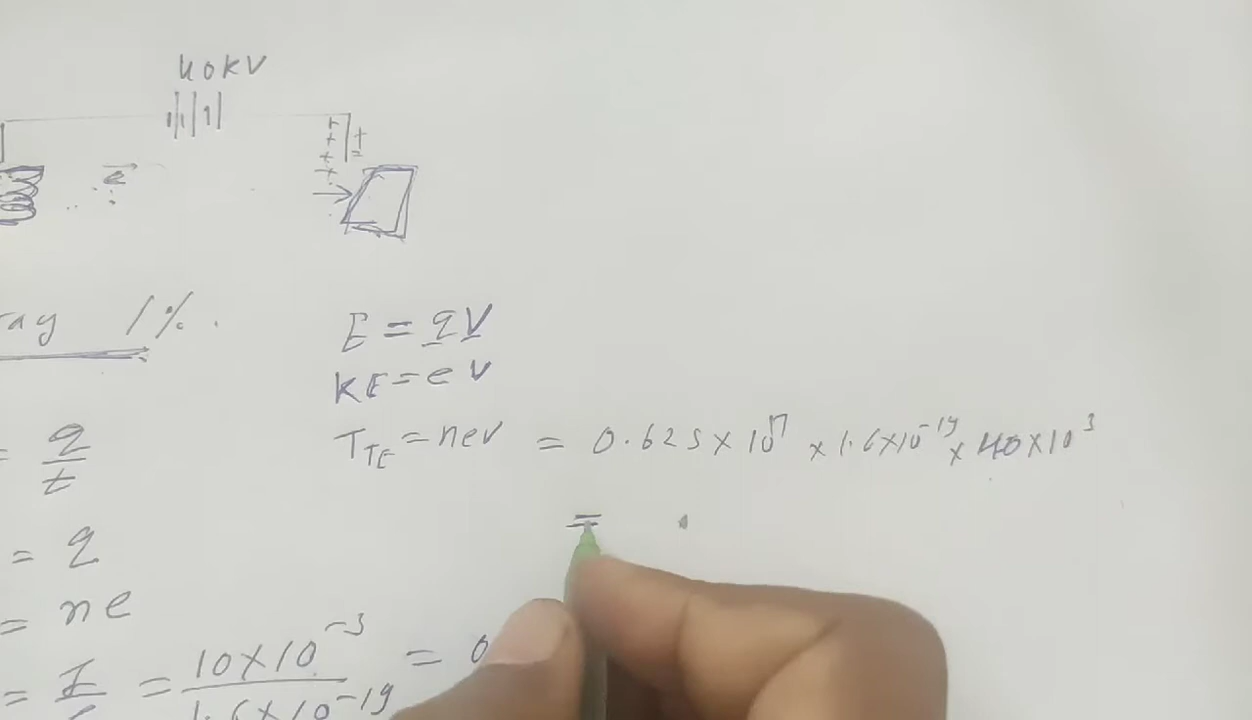 40KV
e
ray 1%.
E = qV
KE = e V
= q/t
T_TE = neV = 0.625 × 10^17 × 1.6×10^-19 × 40×10^3
=
= q
= ne
= I/ = 10×10^-3/1.6×10^-19 = 0